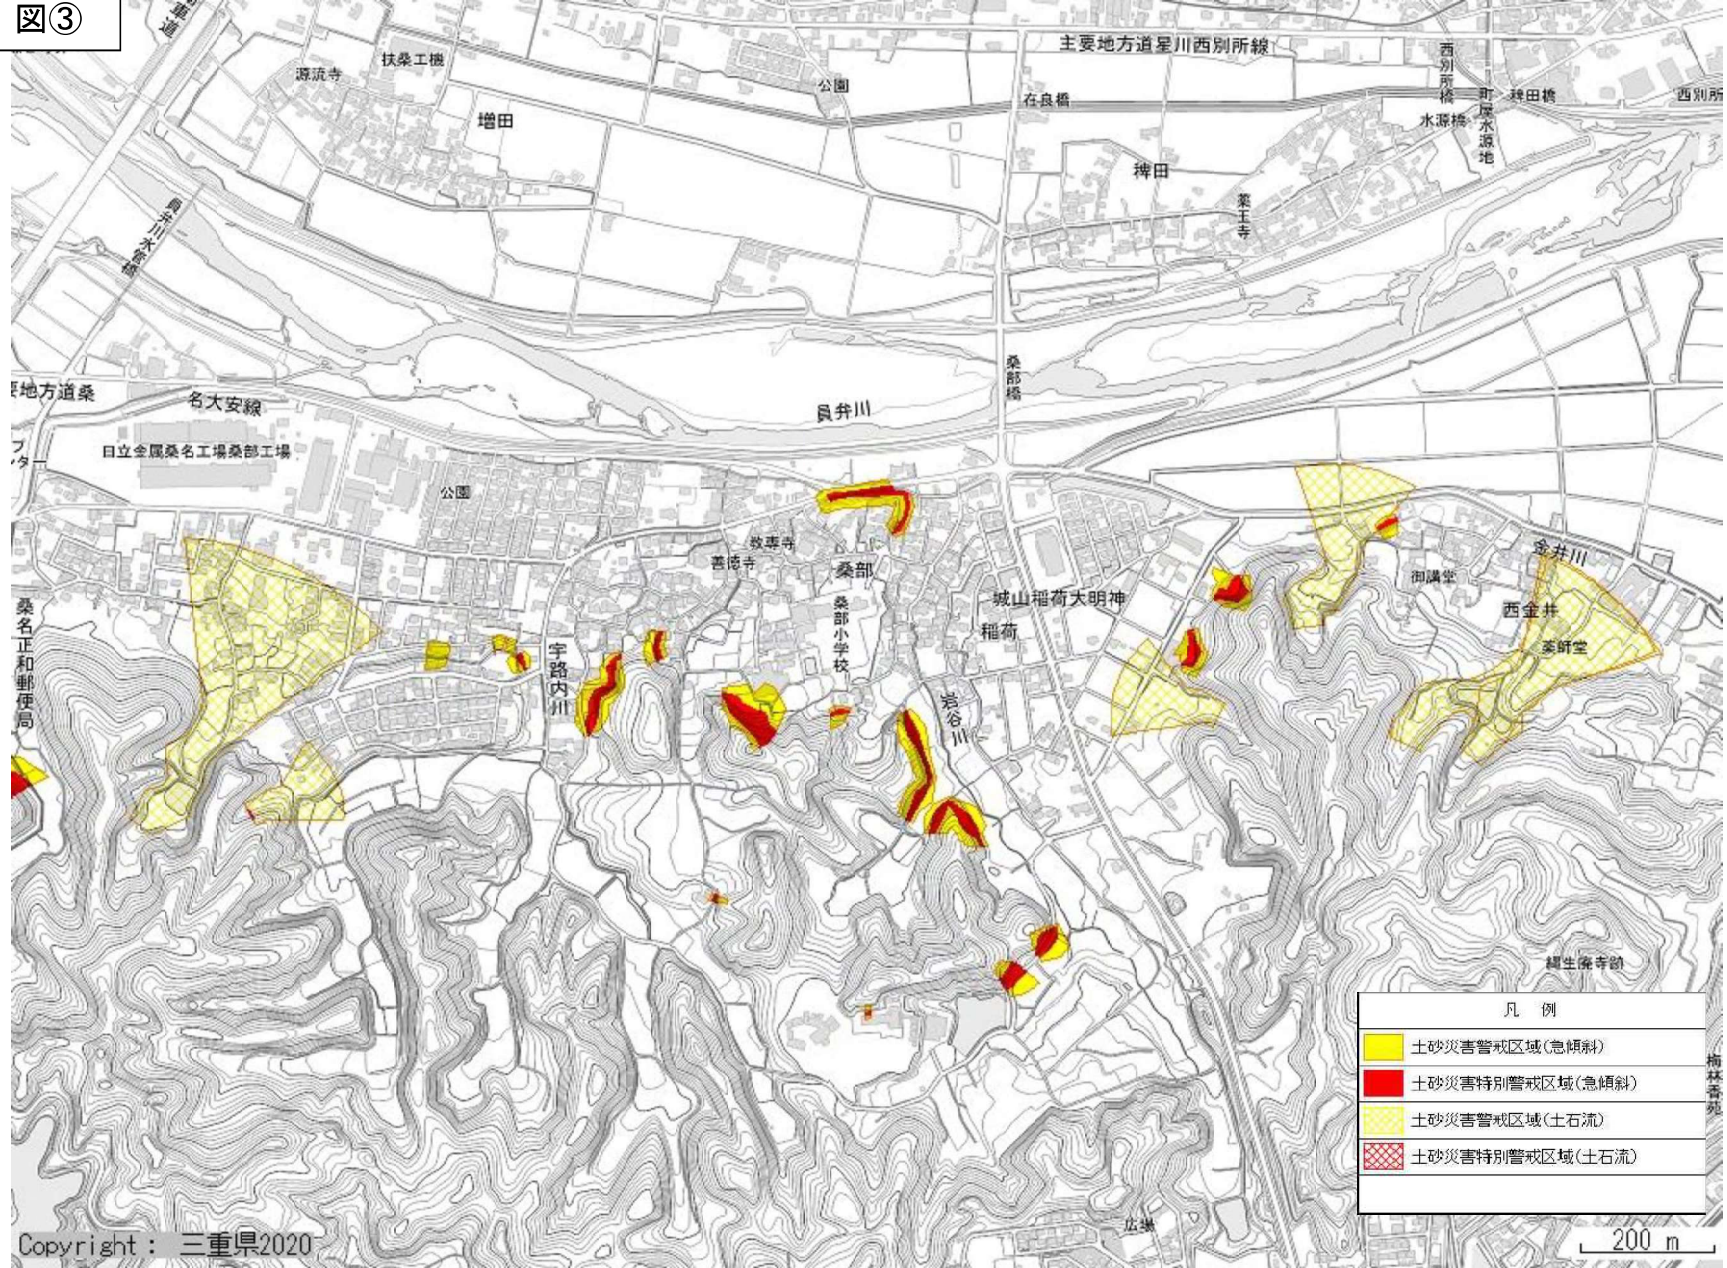 図③
車道
主要地方道星川西別所線
西別所橋
扶桑工機
源流寺
公園
在良橋
町屋水源地
稗田橋
西別所
水源橋
増田
稗田
薬王寺
員弁川水管橋
桑部橋
要地方道桑
名大安線
員弁川
日立金属桑名工場桑部工場
公園
教専寺
善徳寺
桑部
金井川
御講堂
城山稲荷大明神
稲荷
西金井
薬師堂
桑名正和郵便局
宇路内川
桑部小学校
岩谷川
縄生廃寺跡
凡 例
土砂災害警戒区域(急傾斜)
土砂災害特別警戒区域(急傾斜)
土砂災害警戒区域(土石流)
土砂災害特別警戒区域(土石流)
梅林香苑
広場
Copyright : 三重県2020
200 m